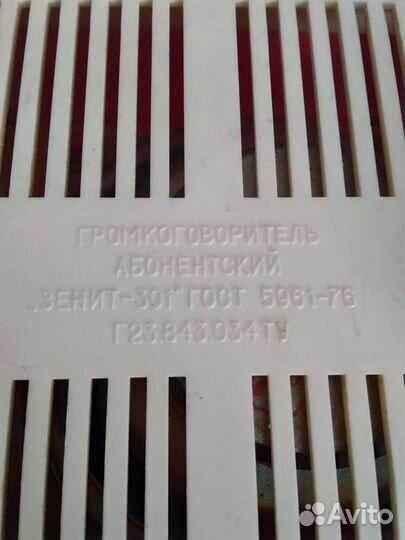 ГРОМКОГОВОРИТЕЛЬ
АБОНЕНТСКИЙ
„ЗЕНИТ-301" ГОСТ 5961-76
Г23.843.034ТУ
Avito